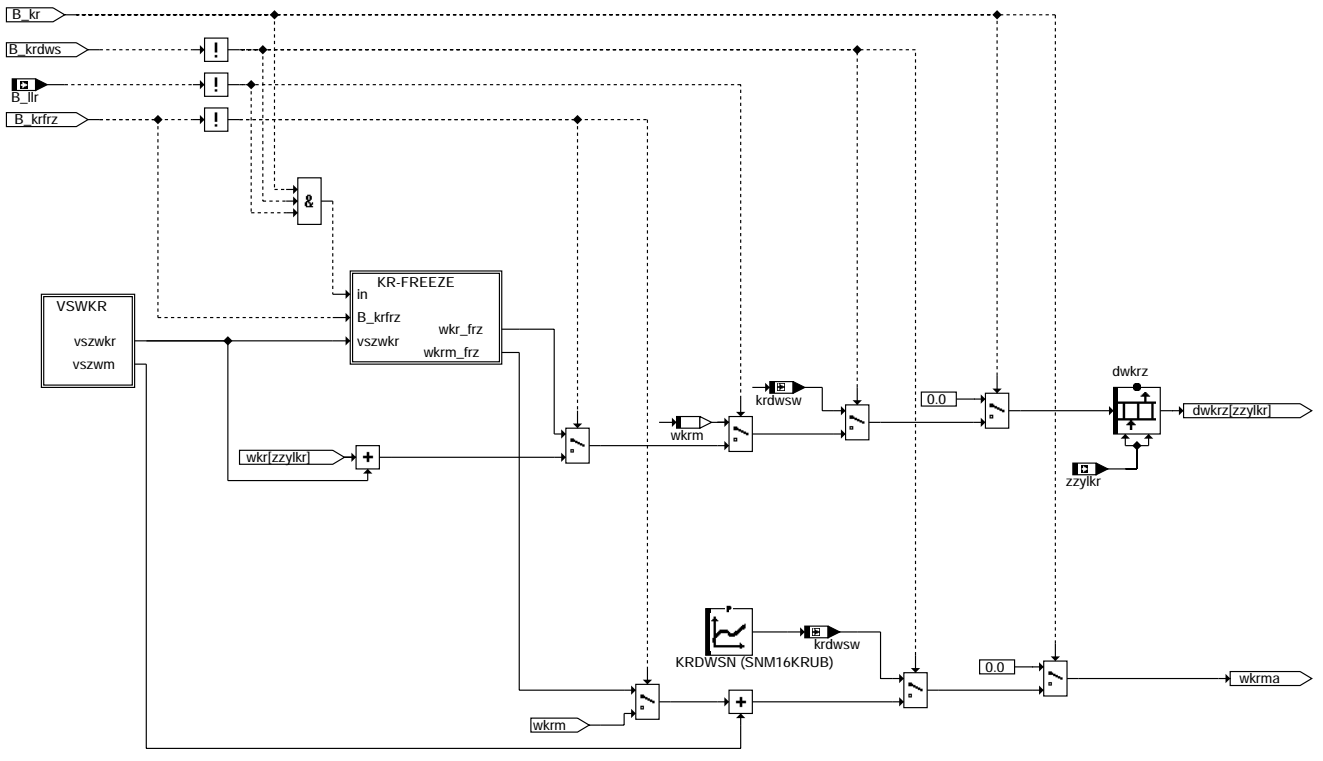 B_kr
B_krdws
!
B_llr
!
B_krfrz
!
&
KR-FREEZE
in
B_krfrz
vszwkr
wkr_frz
wkrm_frz
VSWKR
vszwkr
vszwm
wkr[zzylkr]
+
wkrm
krdwsw
0.0
dwkrz
dwkrz[zzylkr]
zzylkr
P
KRDWSN (SNM16KRUB)
krdwsw
0.0
wkrma
wkrm
+